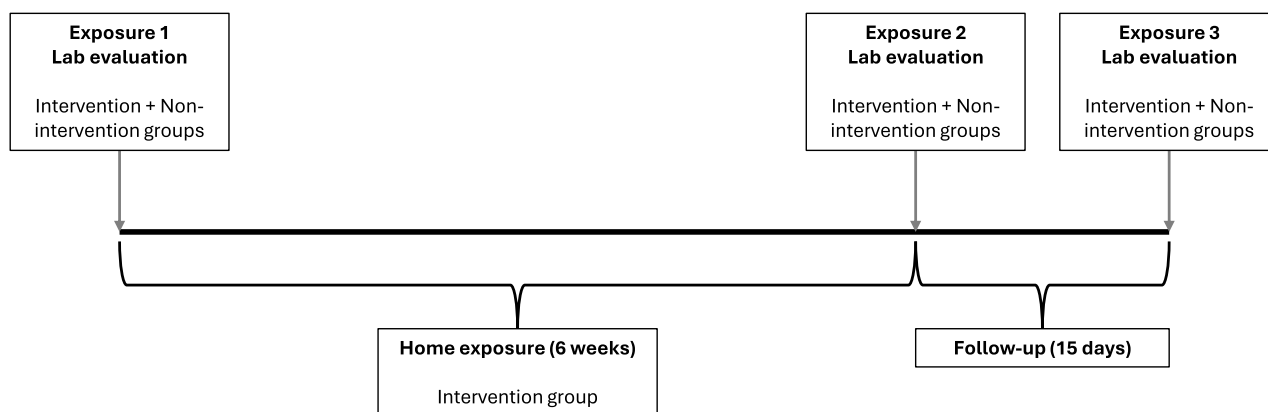 Exposure 1
Lab evaluation
Intervention + Non-
intervention groups
Exposure 2
Lab evaluation
Intervention + Non-
intervention groups
Exposure 3
Lab evaluation
Intervention + Non-
intervention groups
Home exposure (6 weeks)
Intervention group
Follow-up (15 days)